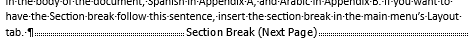 in the body of the document, Spanish in Appendix A, and Arabic in Appendix B. If you want to
have the Section break follow this sentence, insert the section break in the main menu's Layout
tab. ¶ Section Break (Next Page)